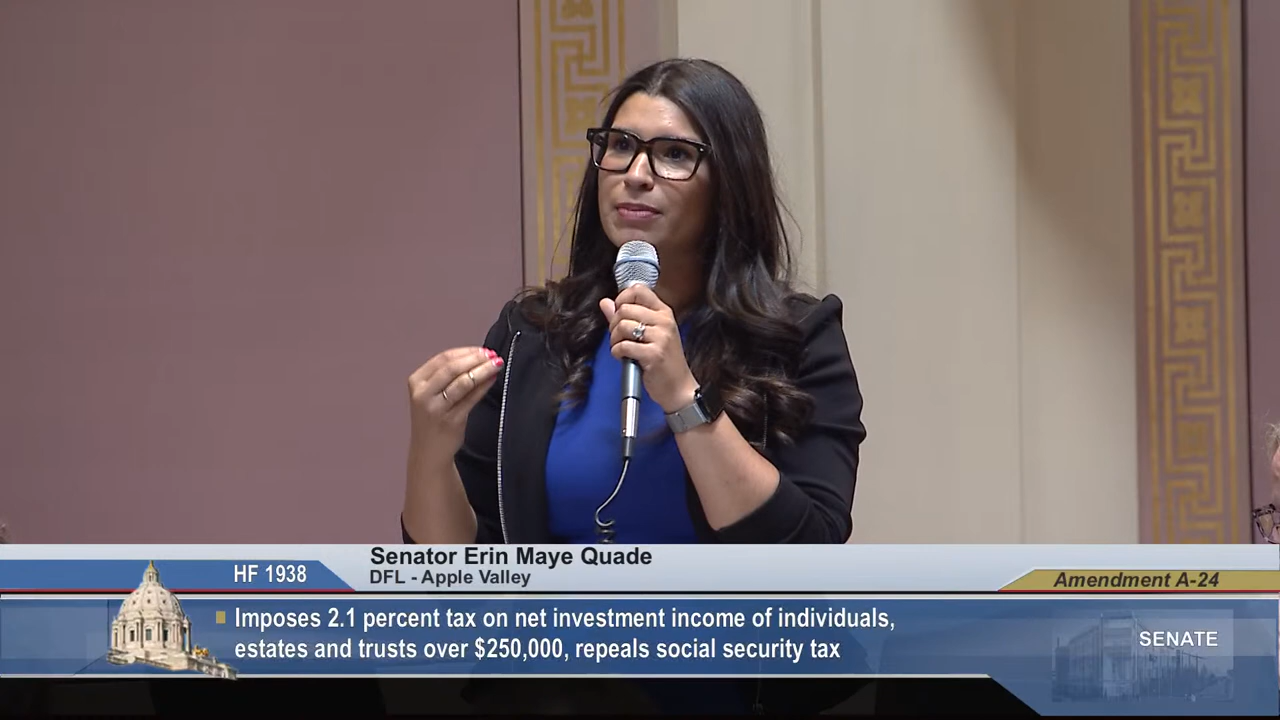 Senator Erin Maye Quade
HF 1938
DFL - Apple Valley
Amendment A-24
Imposes 2.1 percent tax on net investment income of individuals,
estates and trusts over $250,000, repeals social security tax
SENATE